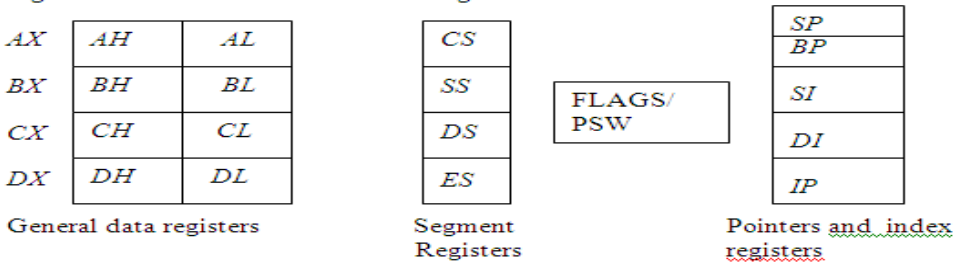 AX AH AL
BX BH BL
CX CH CL
DX DH DL
General data registers
CS
SS
DS
ES
Segment
Registers
FLAGS/
PSW
SP
BP
SI
DI
IP
Pointers and index
registers